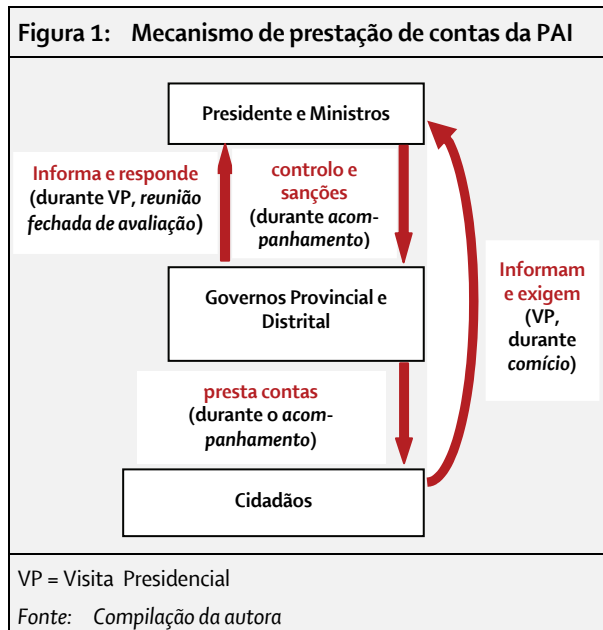 Figura 1: Mecanismo de prestação de contas da PAI
Presidente e Ministros
Informa e responde
(durante VP, reunião
fechada de avaliação)
controlo e
sanções
(durante acom-
panhamento)
Informam
e exigem
(VP,
durante
comício)
Governos Provincial e
Distrital
presta contas
(durante o acom-
panhamento)
Cidadãos
VP = Visita Presidencial
Fonte: Compilação da autora